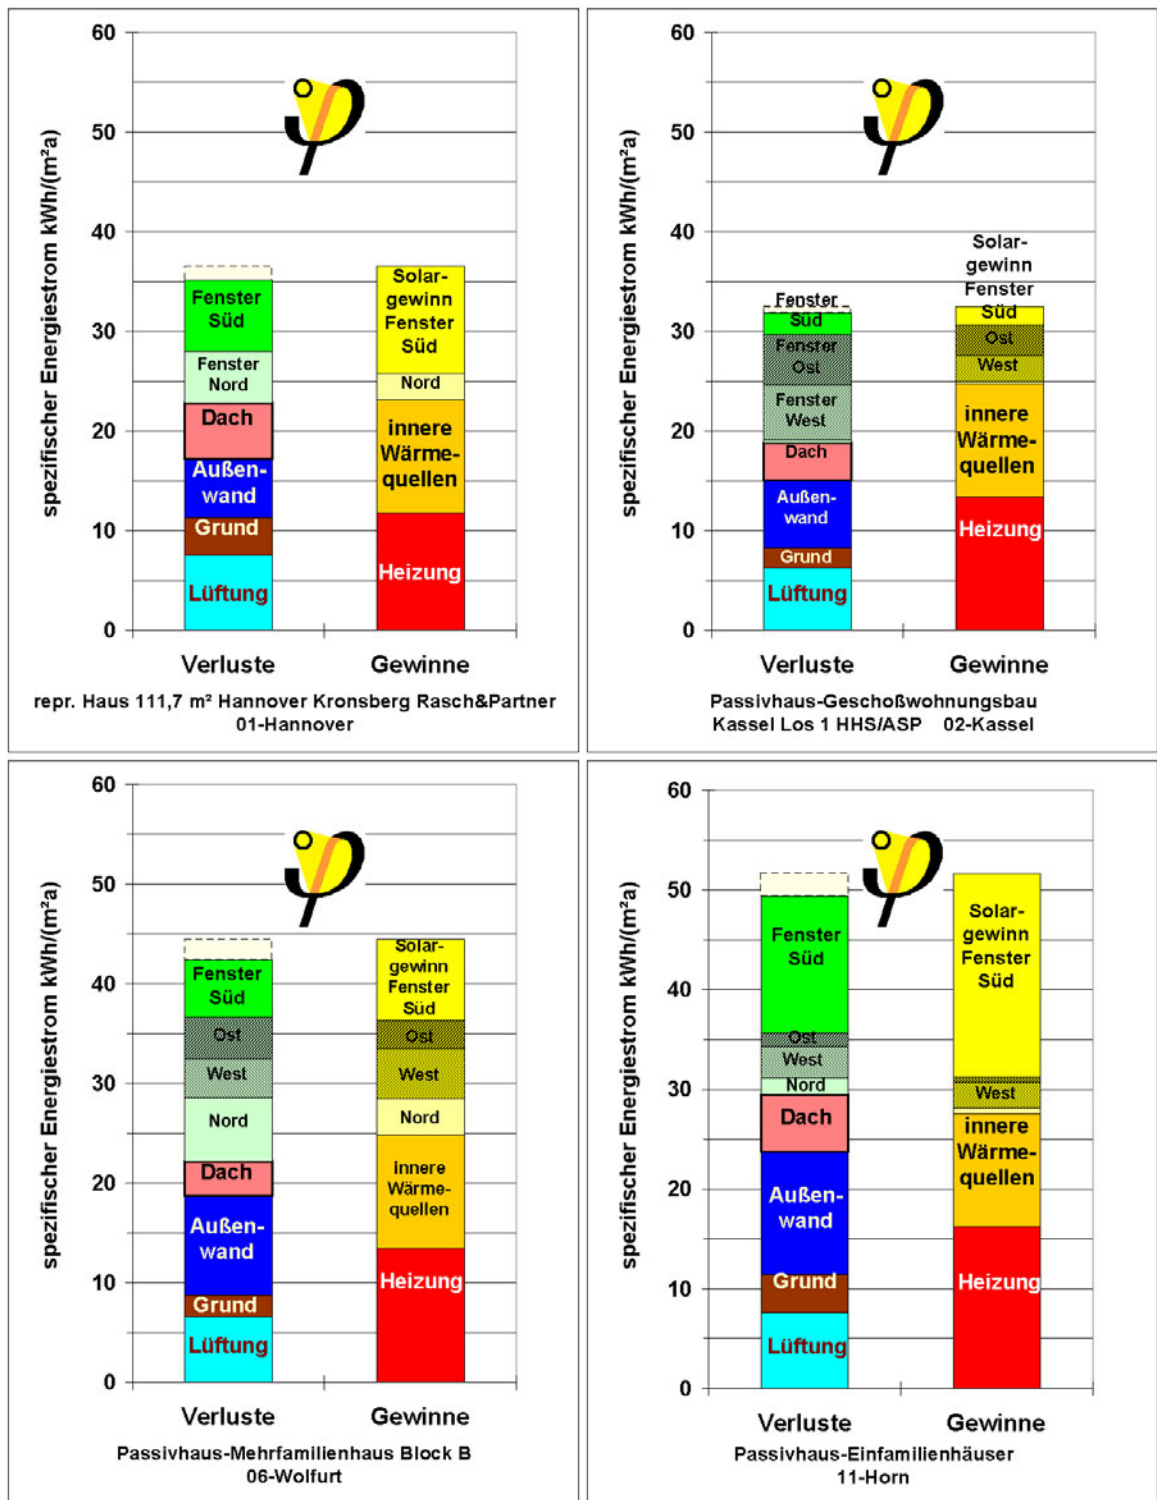 spezifischer Energiestrom kWh/(m²a)
60
50
40
30
20
10
0
Fenster
Süd
Fenster
Nord
Dach
Außen-
wand
Grund
Lüftung
Solar-
gewinn
Fenster
Süd
Nord
innere
Wärme-
quellen
Heizung
Verluste
Gewinne
repr. Haus 111,7 m² Hannover Kronsberg Rasch&Partner
01-Hannover
spezifischer Energiestrom kWh/(m²a)
60
50
40
30
20
10
0
Fenster
Süd
Fenster
Ost
Fenster
West
Dach
Außen-
wand
Grund
Lüftung
Solar-
gewinn
Fenster
Süd
Ost
West
innere
Wärme-
quellen
Heizung
Verluste
Gewinne
Passivhaus-Geschoßwohnungsbau
Kassel Los 1 HHS/ASP 02-Kassel
spezifischer Energiestrom kWh/(m²a)
60
50
40
30
20
10
0
Fenster
Süd
Ost
West
Nord
Dach
Außen-
wand
Grund
Lüftung
Solar-
gewinn
Fenster
Süd
Ost
West
Nord
innere
Wärme-
quellen
Heizung
Verluste
Gewinne
Passivhaus-Mehrfamilienhaus Block B
06-Wolfurt
spezifischer Energiestrom kWh/(m²a)
60
50
40
30
20
10
0
Fenster
Süd
Ost
West
Nord
Dach
Außen-
wand
Grund
Lüftung
Solar-
gewinn
Fenster
Süd
West
innere
Wärme-
quellen
Heizung
Verluste
Gewinne
Passivhaus-Einfamilienhäuser
11-Horn